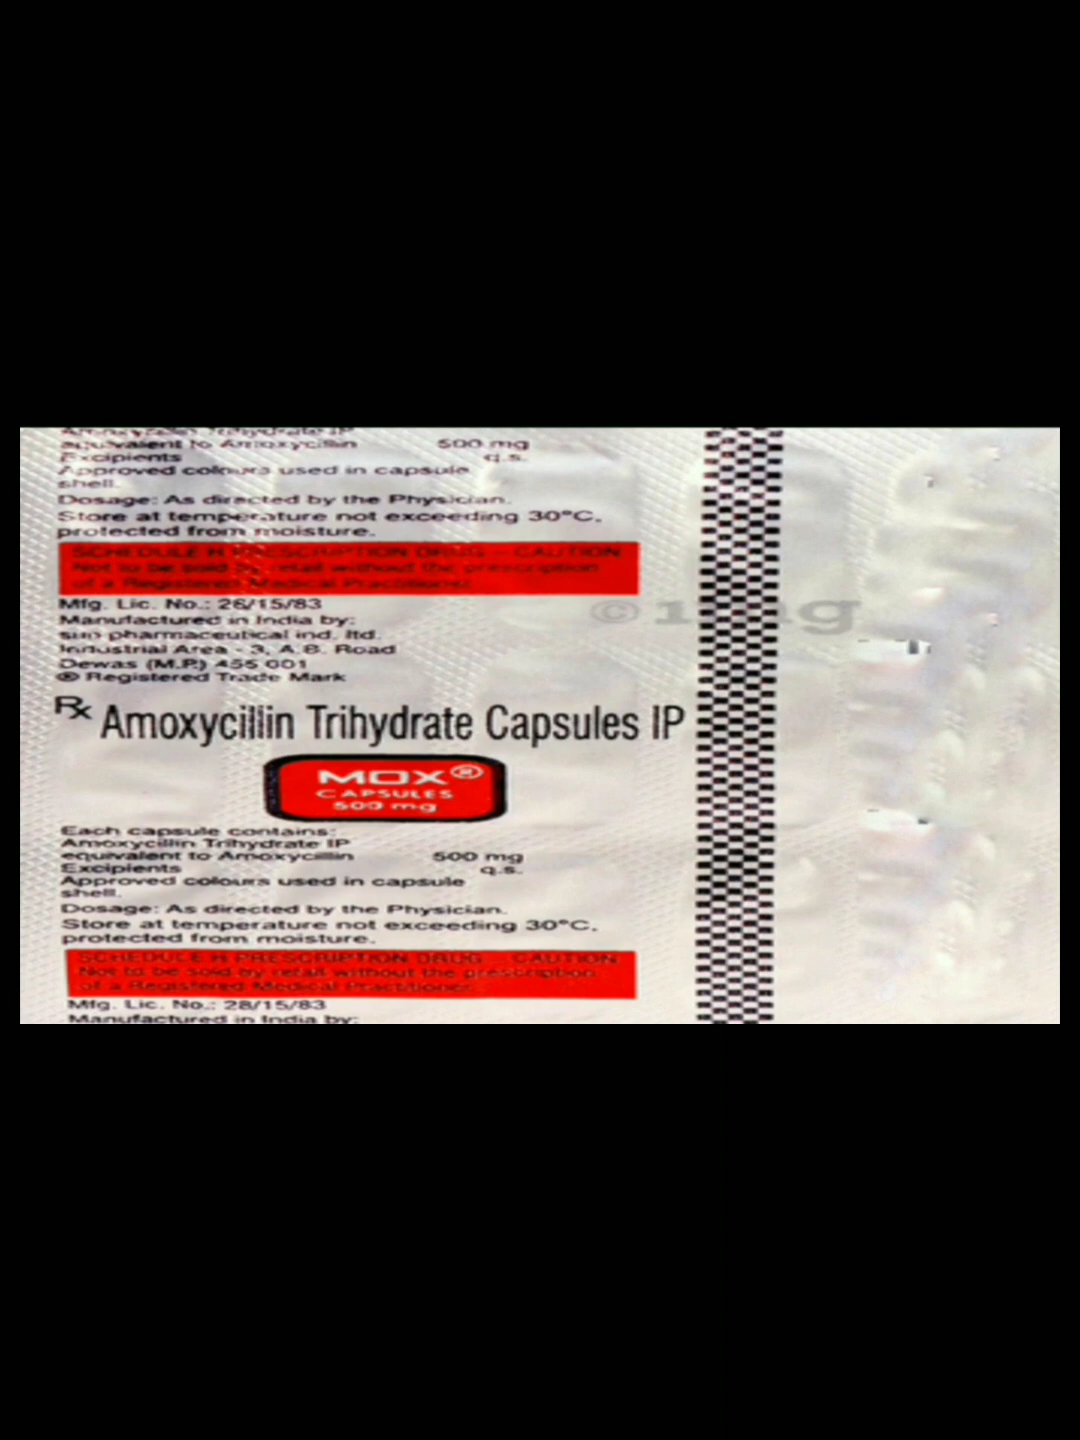 Amoxycillin Trihydrate IP
equivalent to Amoxycillin 500 mg
Excipients q.s.
Approved colours used in capsule
shell.
Dosage: As directed by the Physician.
Store at temperature not exceeding 30°C,
protected from moisture.
SCHEDULE H PRESCRIPTION DRUG - CAUTION
Not to be sold by retail without the prescription
of a Registered Medical Practitioner.
Mfg. Lic. No.: 28/15/83
Manufactured in India by:
sun pharmaceutical ind. ltd.
Industrial Area - 3, A.B. Road
Dewas (M.P.) 455 001
® Registered Trade Mark
Rx Amoxycillin Trihydrate Capsules IP
MOX®
CAPSULES
500 mg
Each capsule contains:
Amoxycillin Trihydrate IP
equivalent to Amoxycillin 500 mg
Excipients q.s.
Approved colours used in capsule
shell.
Dosage: As directed by the Physician.
Store at temperature not exceeding 30°C,
protected from moisture.
SCHEDULE H PRESCRIPTION DRUG - CAUTION
Not to be sold by retail without the prescription
of a Registered Medical Practitioner.
Mfg. Lic. No.: 28/15/83
Manufactured in India by: